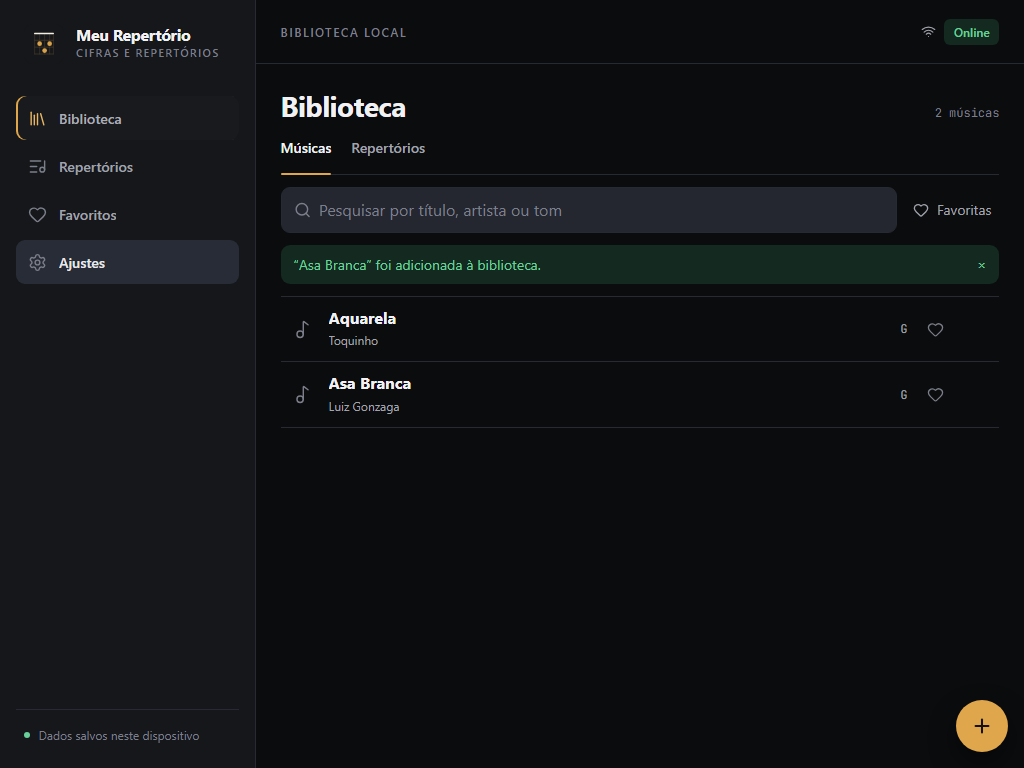 Meu Repertório
CIFRAS E REPERTÓRIOS
Biblioteca
Repertórios
Favoritos
Ajustes
Dados salvos neste dispositivo
BIBLIOTECA LOCAL
Online
Biblioteca
2 músicas
Músicas Repertórios
Pesquisar por título, artista ou tom
Favoritas
“Asa Branca” foi adicionada à biblioteca. ×
Aquarela
Toquinho
G
Asa Branca
Luiz Gonzaga
G
+